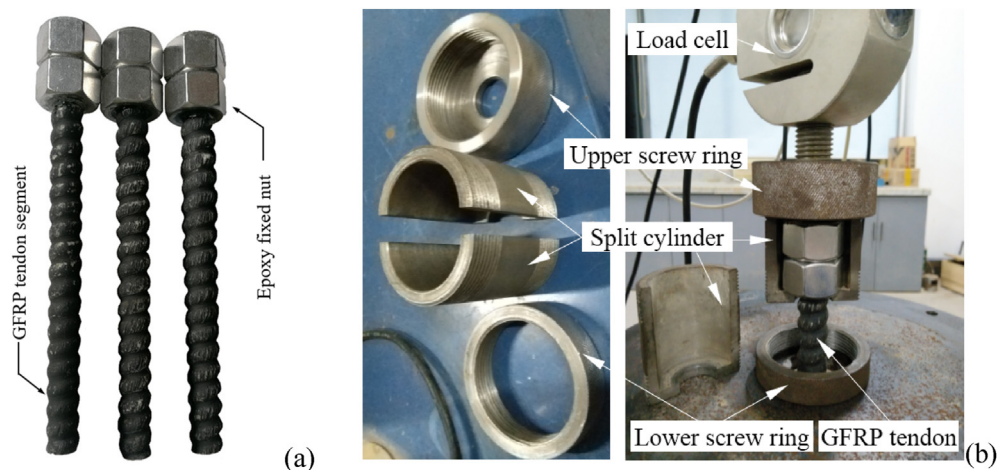 GFRP tendon segment
Epoxy fixed nut
(a)
Load cell
Upper screw ring
Split cylinder
Lower screw ring
GFRP tendon
(b)